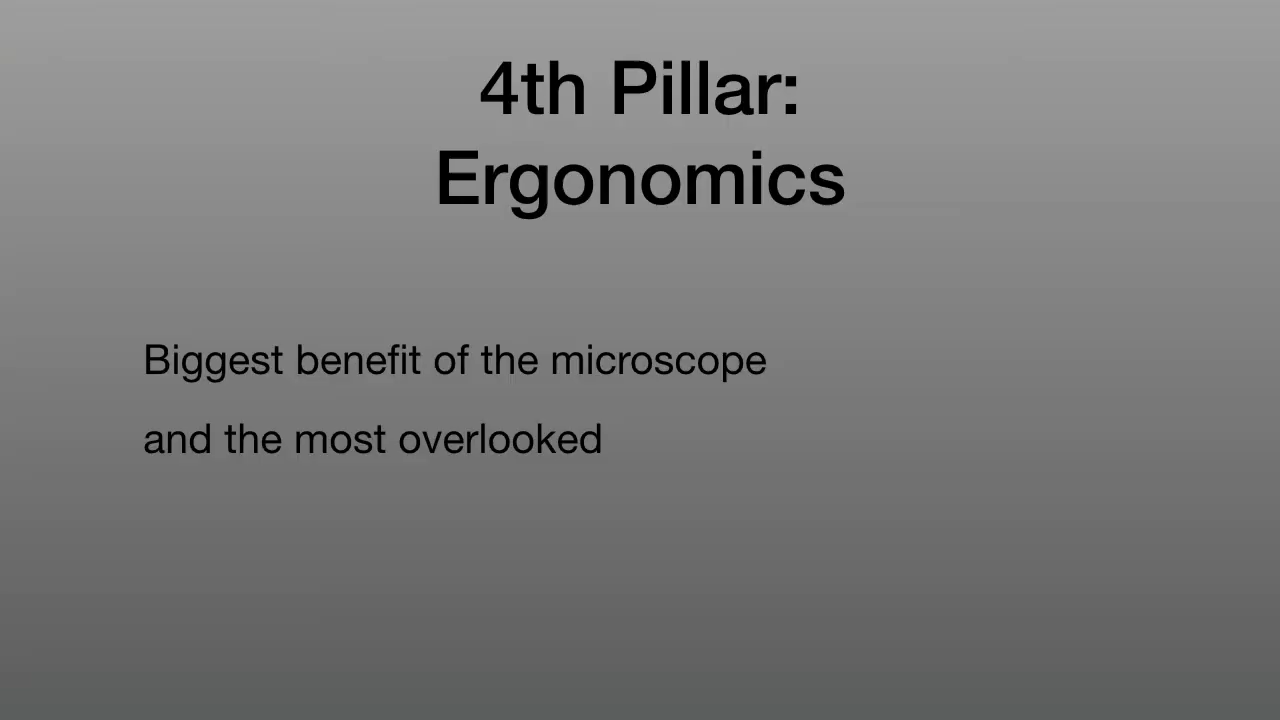 4th Pillar:
Ergonomics
Biggest benefit of the microscope
and the most overlooked